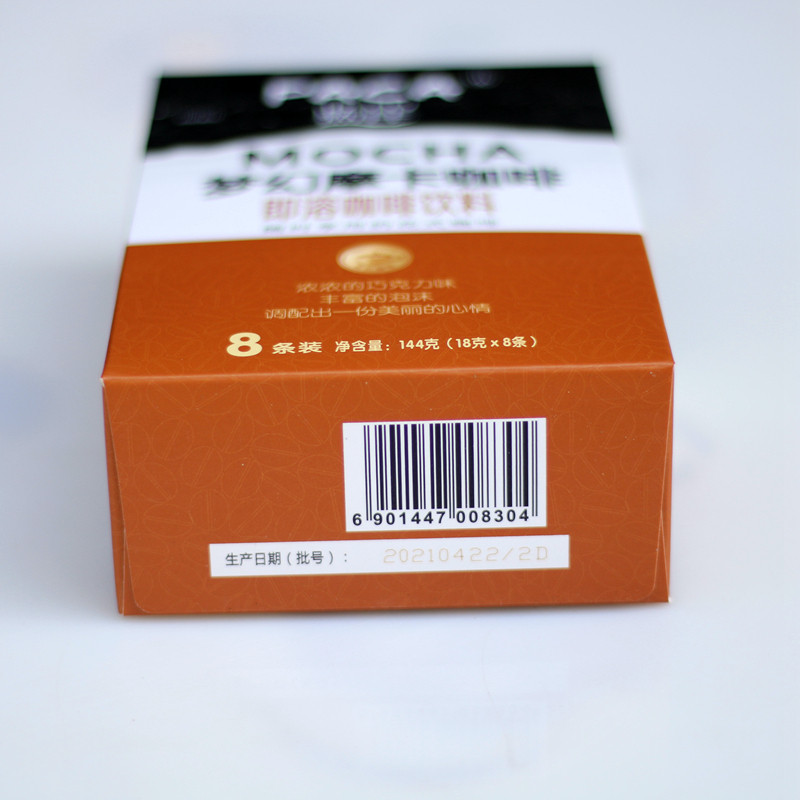 MOCHA
梦幻摩卡咖啡
即溶咖啡饮料
浓浓的巧克力味
丰富的泡沫
调配出一份美丽的心情
8 条装 净含量：144克（18克 x 8条）
6 901447 008304
生产日期（批号）： 20210422/2D